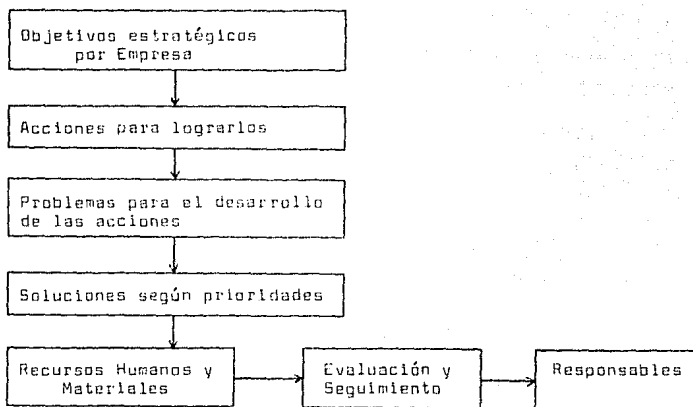 Objetivos estratégicos
por Empresa
Acciones para lograrlos
Problemas para el desarrollo
de las acciones
Soluciones según prioridades
Recursos Humanos y
Materiales
Evaluación y
Seguimiento
Responsables